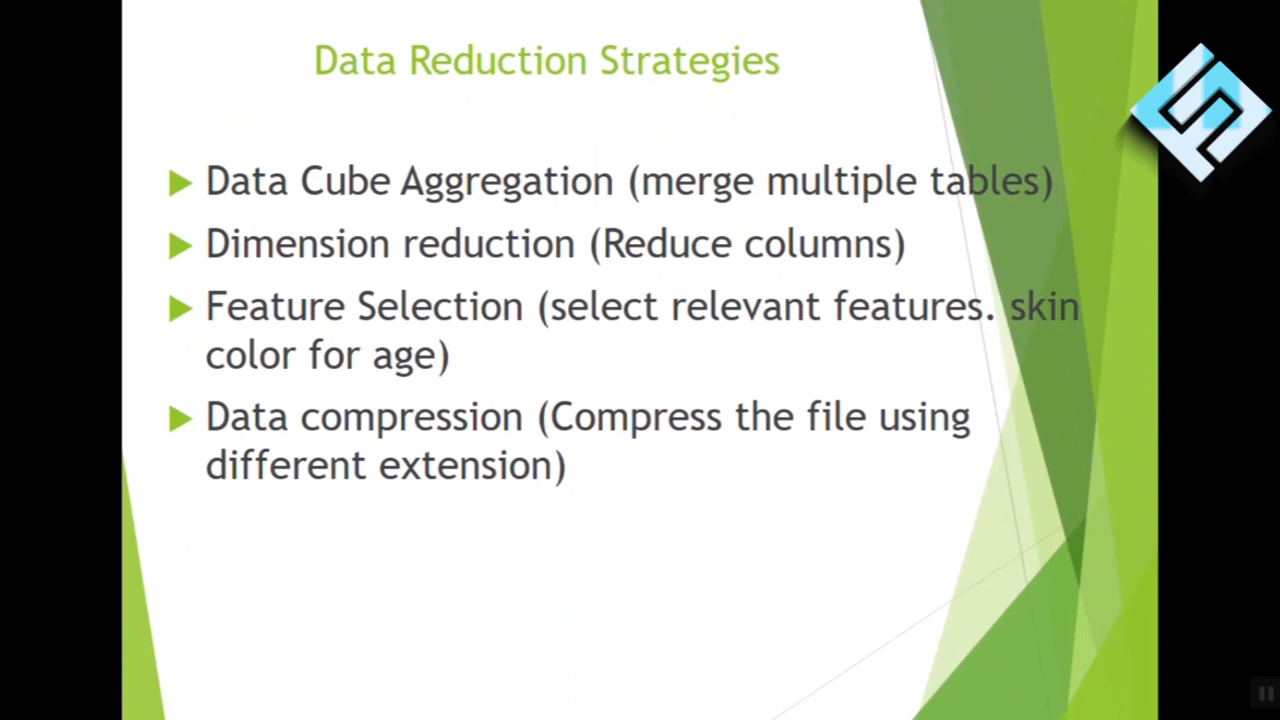 Data Reduction Strategies
Data Cube Aggregation (merge multiple tables)
Dimension reduction (Reduce columns)
Feature Selection (select relevant features. skin
color for age)
Data compression (Compress the file using
different extension)